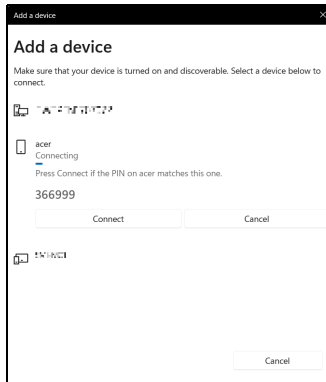 Add a device
Add a device
Make sure that your device is turned on and discoverable. Select a device below to
connect.
acer
Connecting
Press Connect if the PIN on acer matches this one.
366999
Connect Cancel
Cancel